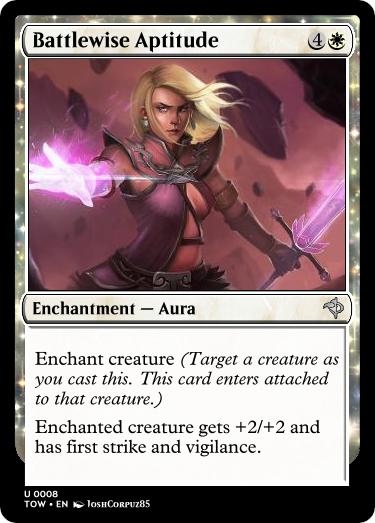 Battlewise Aptitude 4
Enchantment — Aura
Enchant creature (Target a creature as
you cast this. This card enters attached
to that creature.)
Enchanted creature gets +2/+2 and
has first strike and vigilance.
U 0008
TOW • EN JoshCorpuz85